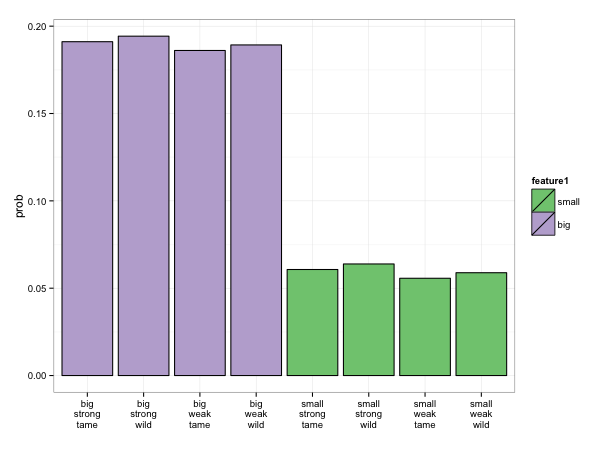 0.20
0.15
0.10
0.05
0.00
prob
big strong tame
big strong wild
big weak tame
big weak wild
small strong tame
small strong wild
small weak tame
small weak wild
feature1
small
big